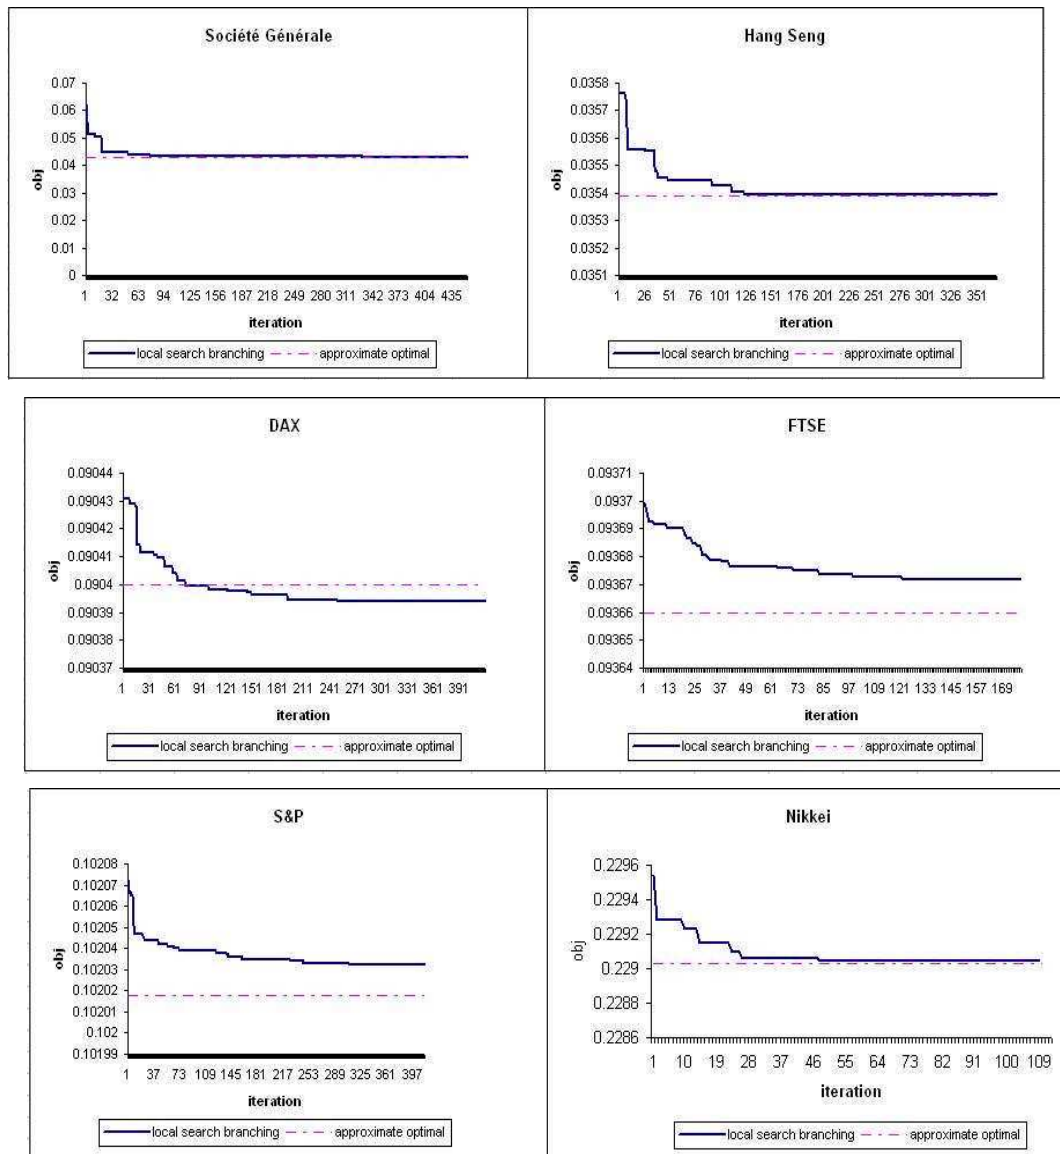 Société Générale
0.07
0.06
0.05
0.04
0.03
0.02
0.01
0
obj
1 32 63 94 125 156 187 218 249 280 311 342 373 404 435
iteration
local search branching approximate optimal
Hang Seng
0.0358
0.0357
0.0356
0.0355
0.0354
0.0353
0.0352
0.0351
obj
1 26 51 76 101 126 151 176 201 226 251 276 301 326 351
iteration
local search branching approximate optimal
DAX
0.09044
0.09043
0.09042
0.09041
0.0904
0.09039
0.09038
0.09037
obj
1 31 61 91 121 151 181 211 241 271 301 331 361 391
iteration
local search branching approximate optimal
FTSE
0.09371
0.0937
0.09369
0.09368
0.09367
0.09366
0.09365
0.09364
obj
1 13 25 37 49 61 73 85 97 109 121 133 145 157 169
iteration
local search branching approximate optimal
S&P
0.10208
0.10207
0.10206
0.10205
0.10204
0.10203
0.10202
0.10201
0.102
0.10199
obj
1 37 73 109 145 181 217 253 289 325 361 397
iteration
local search branching approximate optimal
Nikkei
0.2296
0.2294
0.2292
0.229
0.2288
0.2286
obj
1 10 19 28 37 46 55 64 73 82 91 100 109
iteration
local search branching approximate optimal